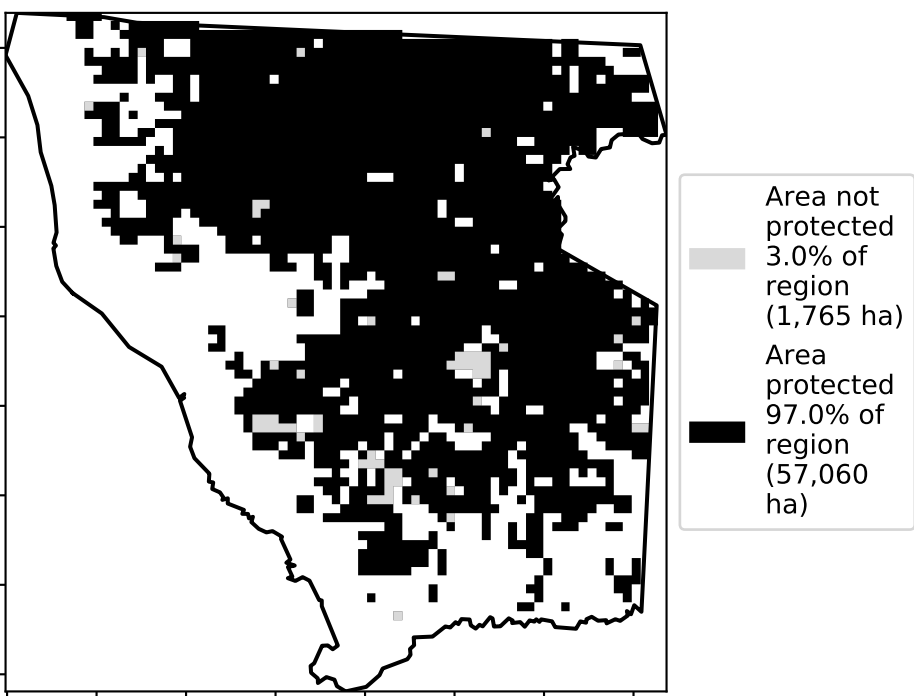 Area not
protected
3.0% of
region
(1,765 ha)
Area
protected
97.0% of
region
(57,060
ha)